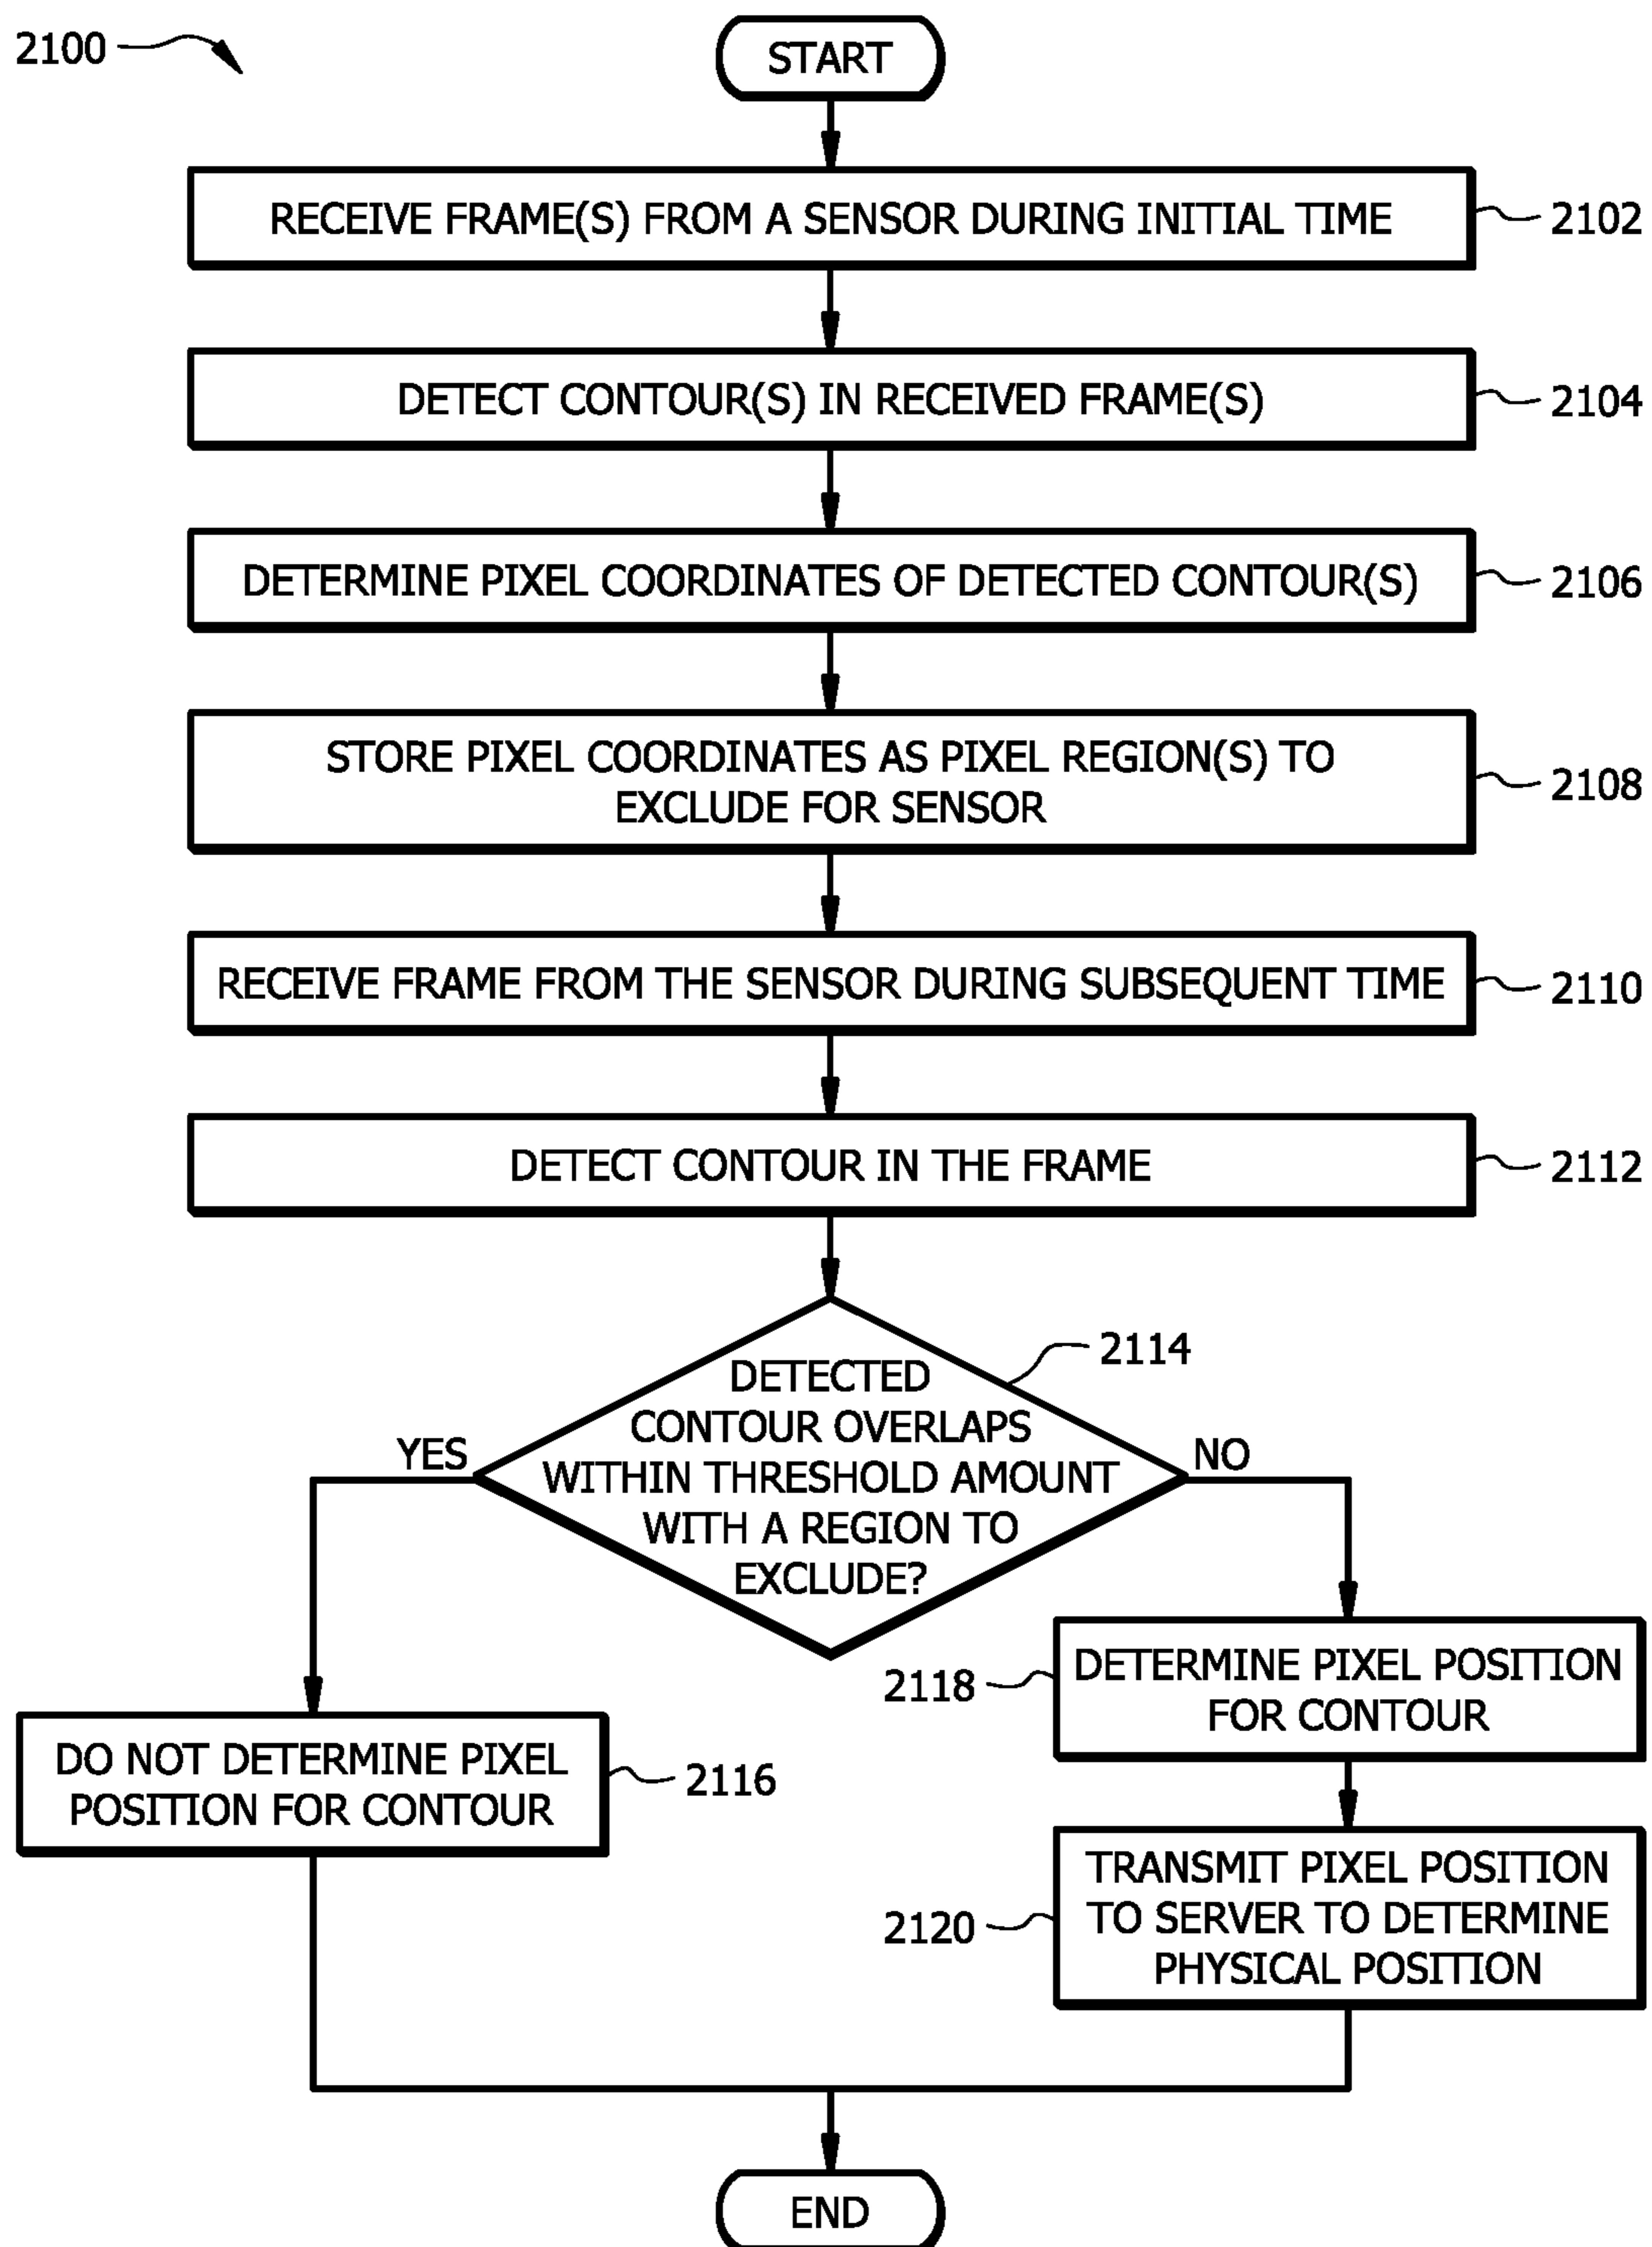 2100
START
RECEIVE FRAME(S) FROM A SENSOR DURING INITIAL TIME
2102
DETECT CONTOUR(S) IN RECEIVED FRAME(S)
2104
DETERMINE PIXEL COORDINATES OF DETECTED CONTOUR(S)
2106
STORE PIXEL COORDINATES AS PIXEL REGION(S) TO
EXCLUDE FOR SENSOR
2108
RECEIVE FRAME FROM THE SENSOR DURING SUBSEQUENT TIME
2110
DETECT CONTOUR IN THE FRAME
2112
2114
DETECTED
CONTOUR OVERLAPS
WITHIN THRESHOLD AMOUNT
WITH A REGION TO
EXCLUDE?
YES
NO
DO NOT DETERMINE PIXEL
POSITION FOR CONTOUR
2116
DETERMINE PIXEL POSITION
FOR CONTOUR
2118
TRANSMIT PIXEL POSITION
TO SERVER TO DETERMINE
PHYSICAL POSITION
2120
END